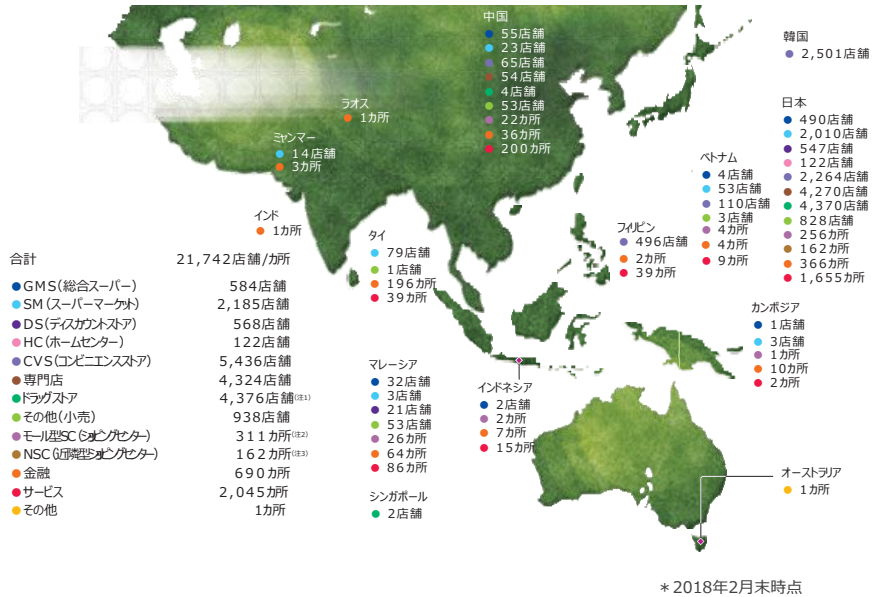 中国
55店舗
23店舗
65店舗
54店舗
4店舗
53店舗
22カ所
36カ所
200カ所
韓国
2,501店舗
日本
490店舗
2,010店舗
547店舗
122店舗
2,264店舗
4,270店舗
4,370店舗
828店舗
256カ所
162カ所
366カ所
1,655カ所
ラオス
1カ所
ミャンマー
14店舗
3カ所
ベトナム
4店舗
53店舗
110店舗
3店舗
4カ所
4カ所
9カ所
インド
1カ所
タイ
79店舗
1店舗
196カ所
39カ所
フィリピン
496店舗
2カ所
39カ所
合計 21,742店舗/カ所
GMS(総合スーパー) 584店舗
SM(スーパーマーケット) 2,185店舗
DS(ディスカウントストア) 568店舗
HC(ホームセンター) 122店舗
CVS(コンビニエンスストア) 5,436店舗
専門店 4,324店舗
ドラッグストア 4,376店舗(注1)
その他(小売) 938店舗
モール型SC(ショッピングセンター) 311カ所(注2)
NSC(近隣型ショッピングセンター) 162カ所(注3)
金融 690カ所
サービス 2,045カ所
その他 1カ所
カンボジア
1店舗
3店舗
1カ所
10カ所
2カ所
マレーシア
32店舗
3店舗
21店舗
53店舗
26カ所
64カ所
86カ所
インドネシア
2店舗
2カ所
7カ所
15カ所
シンガポール
2店舗
オーストラリア
1カ所
*2018年2月末時点